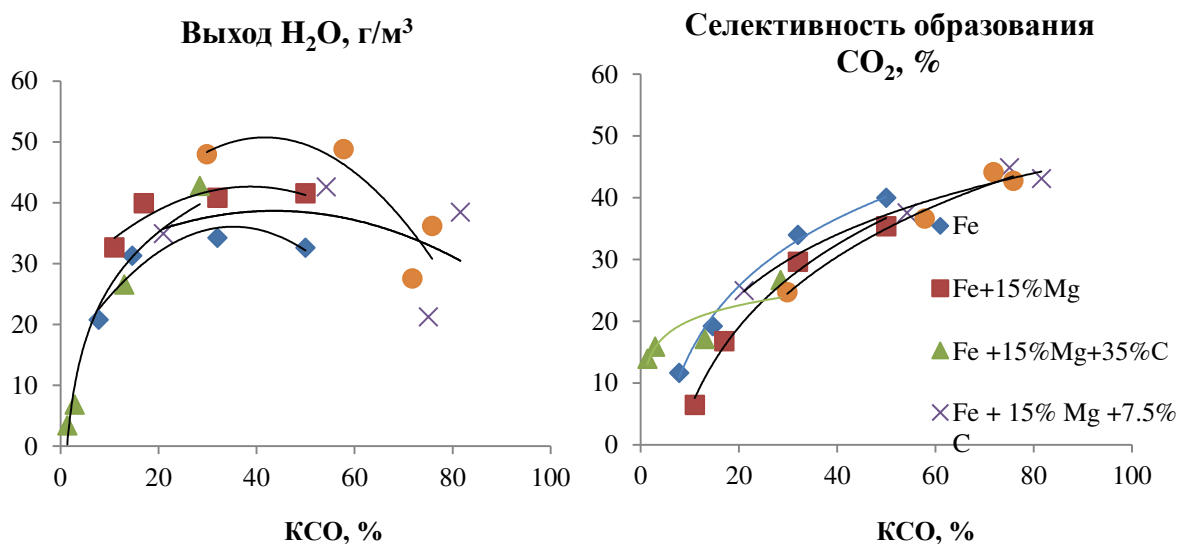 Выход H₂O, г/м³
60
50
40
30
20
10
0
0 20 40 60 80 100
КСО, %
Селективность образования
CO₂, %
60
50
40
30
20
10
0
0 20 40 60 80 100
КСО, %
Fe
Fe+15%Mg
Fe +15%Mg+35%C
Fe + 15% Mg +7.5%
C